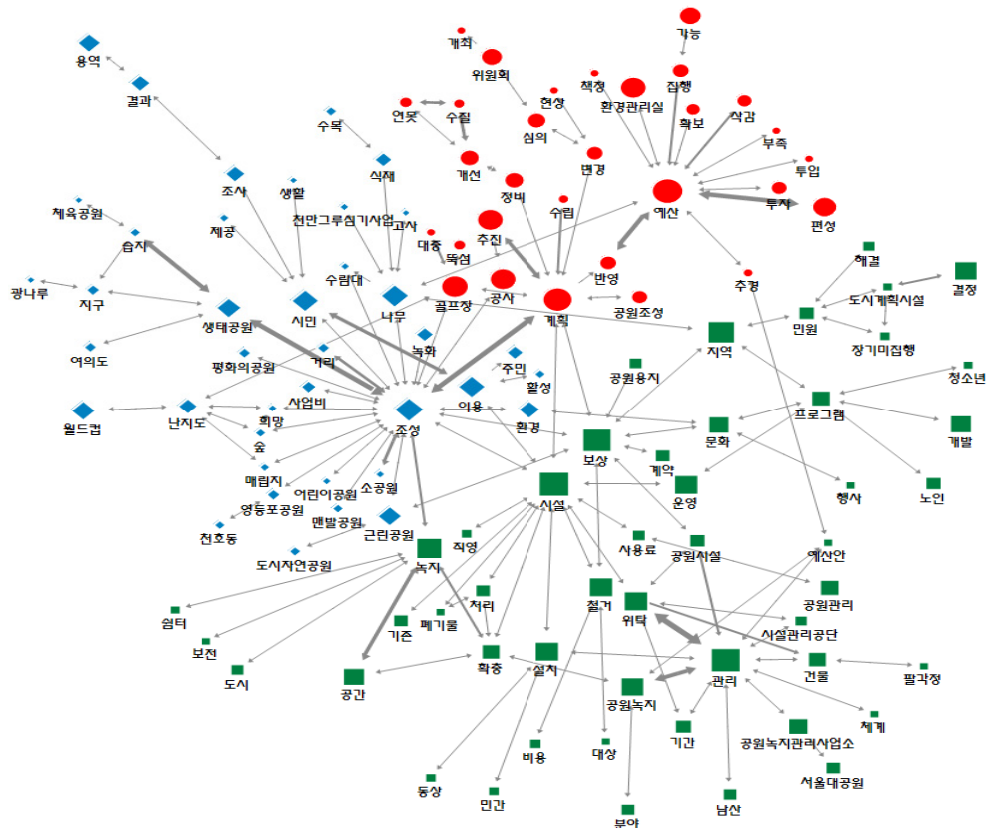 개최
가능
용역
위원회
집행
결과
책정
환경관리실
현상
연못
수질
확보
삭감
수목
심의
부족
개선
변경
투입
조사
생활
식재
정비
예산
투자
체육공원
제공
천만그루심기사업
고사
수립
편성
습지
대중
추진
뚝섬
해결
광나루
지구
수림대
골프장
공사
반영
추경
도시계획시설
결정
생태공원
시민
나무
계획
공원조성
민원
여의도
녹화
지역
장기미집행
평화의공원
거리
주민
공원용지
청소년
사업비
이용
활성
프로그램
월드컵
난지도
희망
조성
환경
문화
개발
숲
보상
매립지
소공원
계약
어린이공원
시설
운영
행사
노인
영등포공원
맨발공원
근린공원
천호동
직영
사용료
공원시설
예산안
도시자연공원
녹지
처리
철거
위탁
공원관리
쉼터
기존
폐기물
시설관리공단
보전
확충
설치
관리
건물
팔각정
도시
공간
공원녹지
체계
기간
공원녹지관리사업소
비용
대상
서울대공원
동상
민간
분양
남산